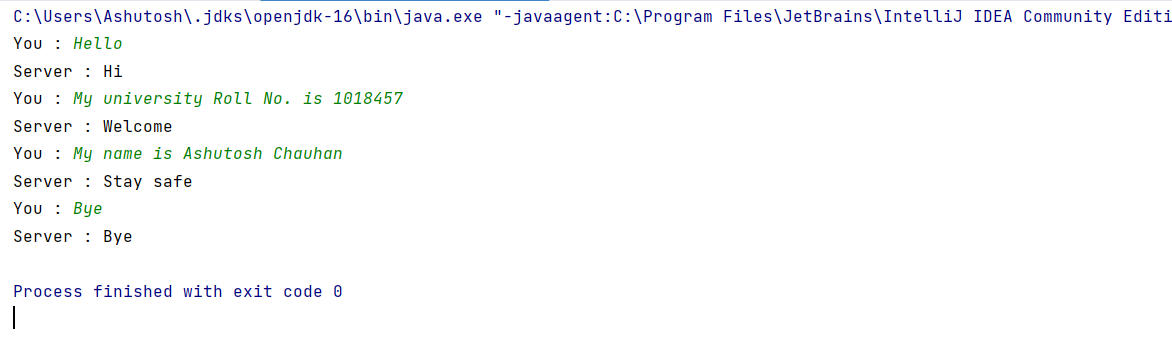 C:\Users\Ashutosh\.jdks\openjdk-16\bin\java.exe "-javaagent:C:\Program Files\JetBrains\IntelliJ IDEA Community Editi
You : Hello
Server : Hi
You : My university Roll No. is 1018457
Server : Welcome
You : My name is Ashutosh Chauhan
Server : Stay safe
You : Bye
Server : Bye
Process finished with exit code 0